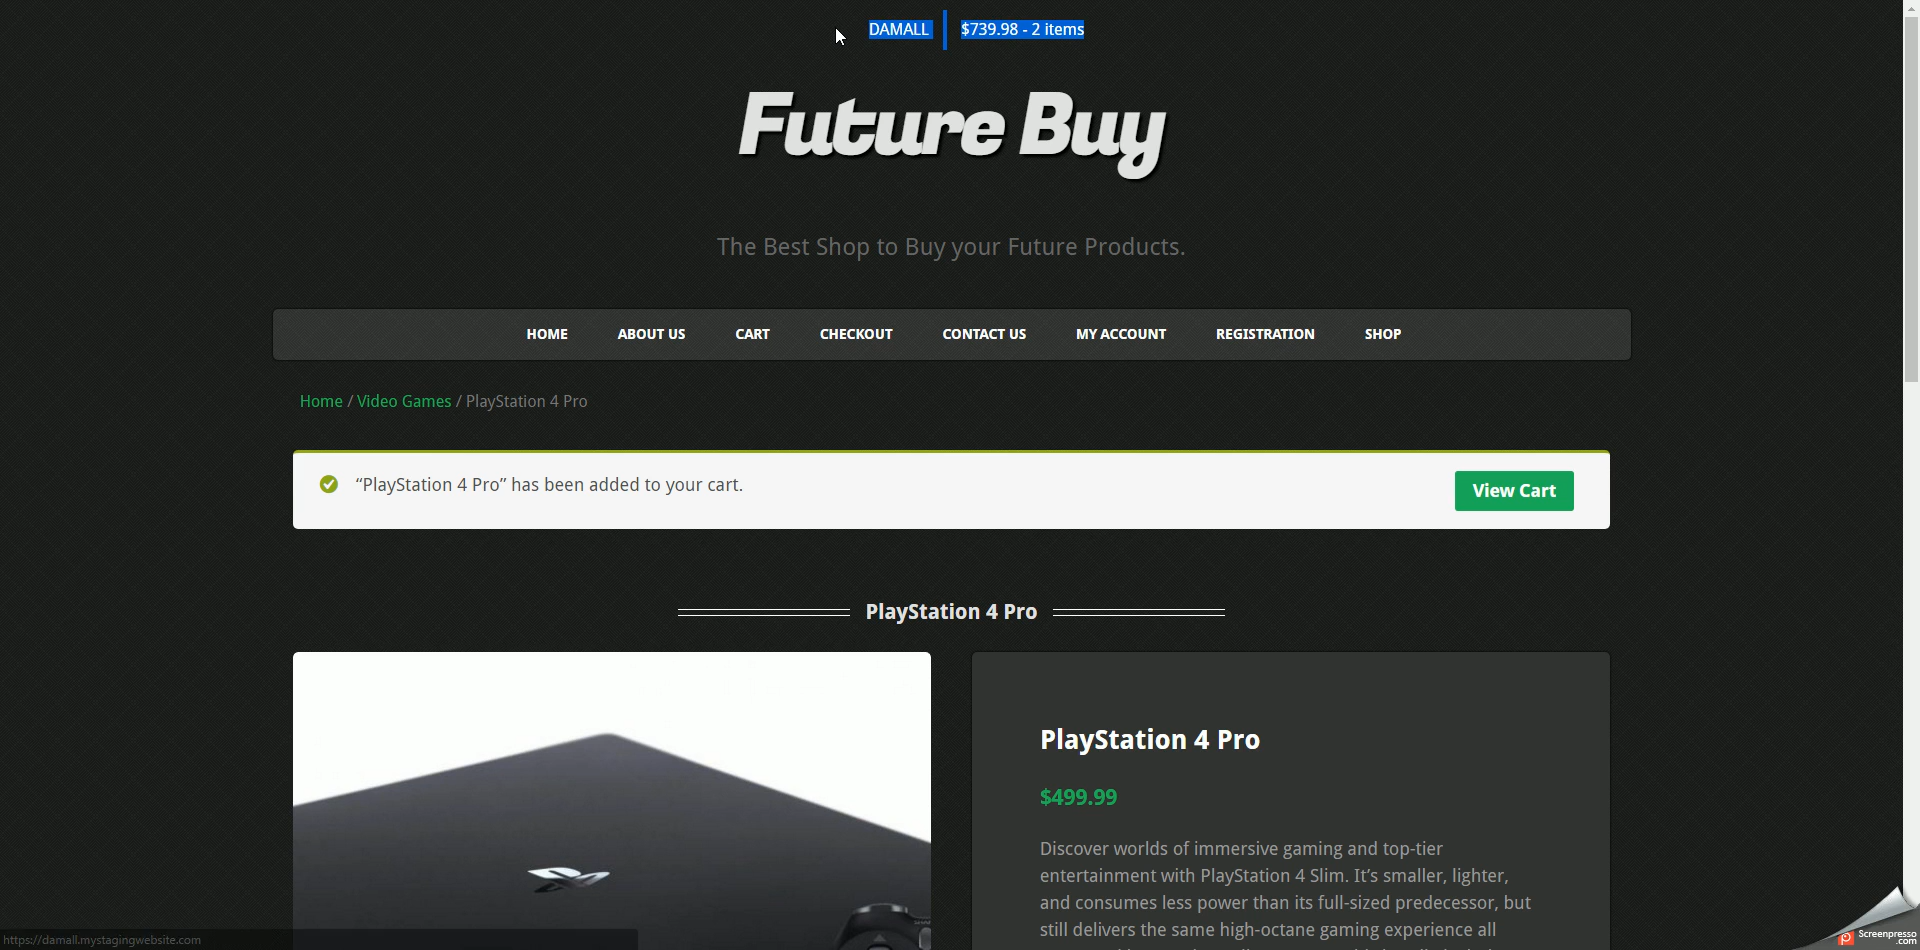 DAMALL $739.98 - 2 items
Future Buy
The Best Shop to Buy your Future Products.
HOME ABOUT US CART CHECKOUT CONTACT US MY ACCOUNT REGISTRATION SHOP
Home / Video Games / PlayStation 4 Pro
“PlayStation 4 Pro” has been added to your cart. View Cart
PlayStation 4 Pro
PlayStation 4 Pro
$499.99
Discover worlds of immersive gaming and top-tier
entertainment with PlayStation 4 Slim. It’s smaller, lighter,
and consumes less power than its full-sized predecessor, but
still delivers the same high-octane gaming experience all
https://damall.mystagingwebsite.com
Screenpresso
.com